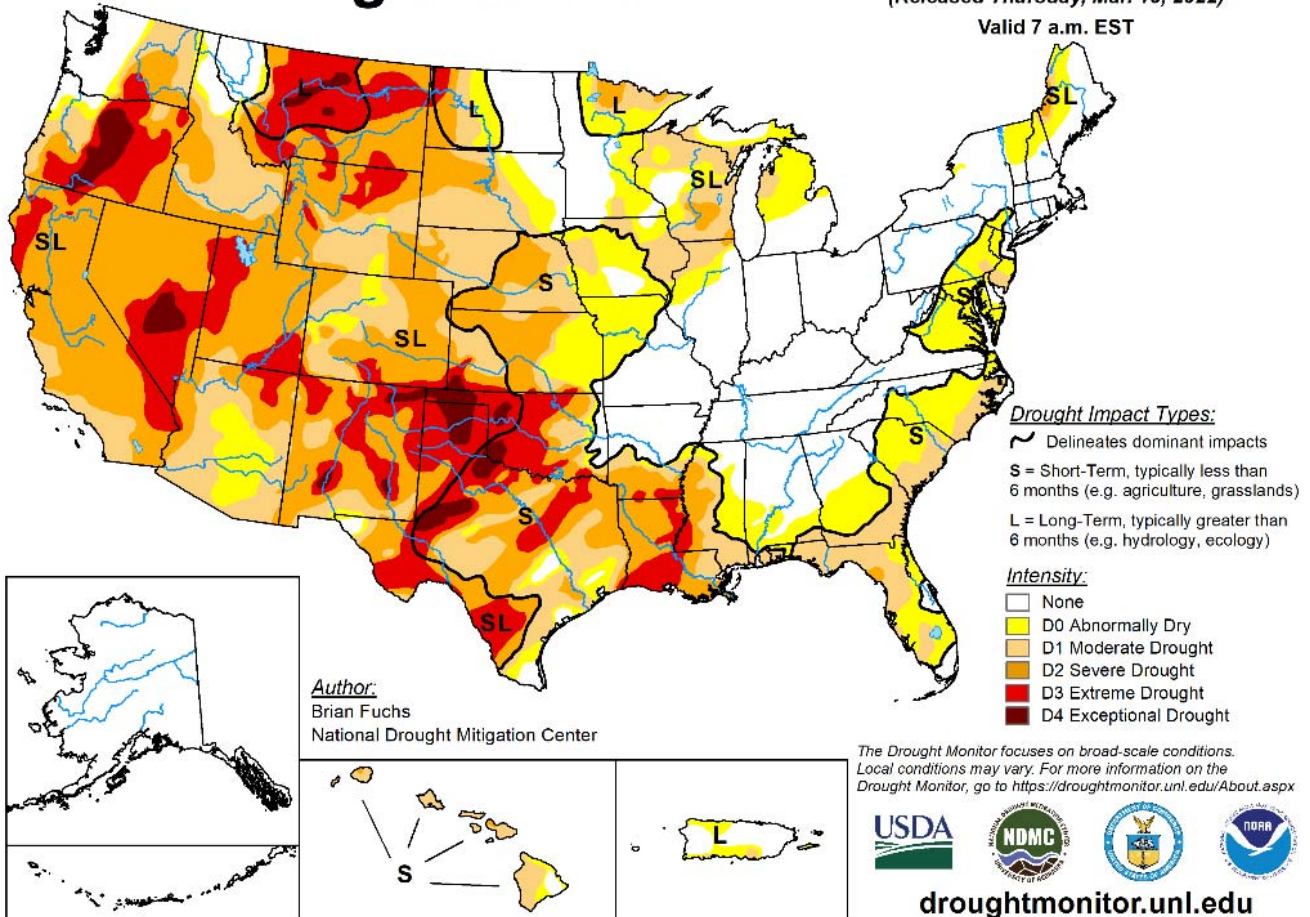 Valid 7 a.m. EST
L
L
L
SL
SL
SL
S
S
SL
S
S
SL
Drought Impact Types:
Delineates dominant impacts
S = Short-Term, typically less than
6 months (e.g. agriculture, grasslands)
L = Long-Term, typically greater than
6 months (e.g. hydrology, ecology)
Intensity:
None
D0 Abnormally Dry
D1 Moderate Drought
D2 Severe Drought
D3 Extreme Drought
D4 Exceptional Drought
Author:
Brian Fuchs
National Drought Mitigation Center
The Drought Monitor focuses on broad-scale conditions.
Local conditions may vary. For more information on the
Drought Monitor, go to https://droughtmonitor.unl.edu/About.aspx
S
L
USDA
NDMC
NOAA
droughtmonitor.unl.edu